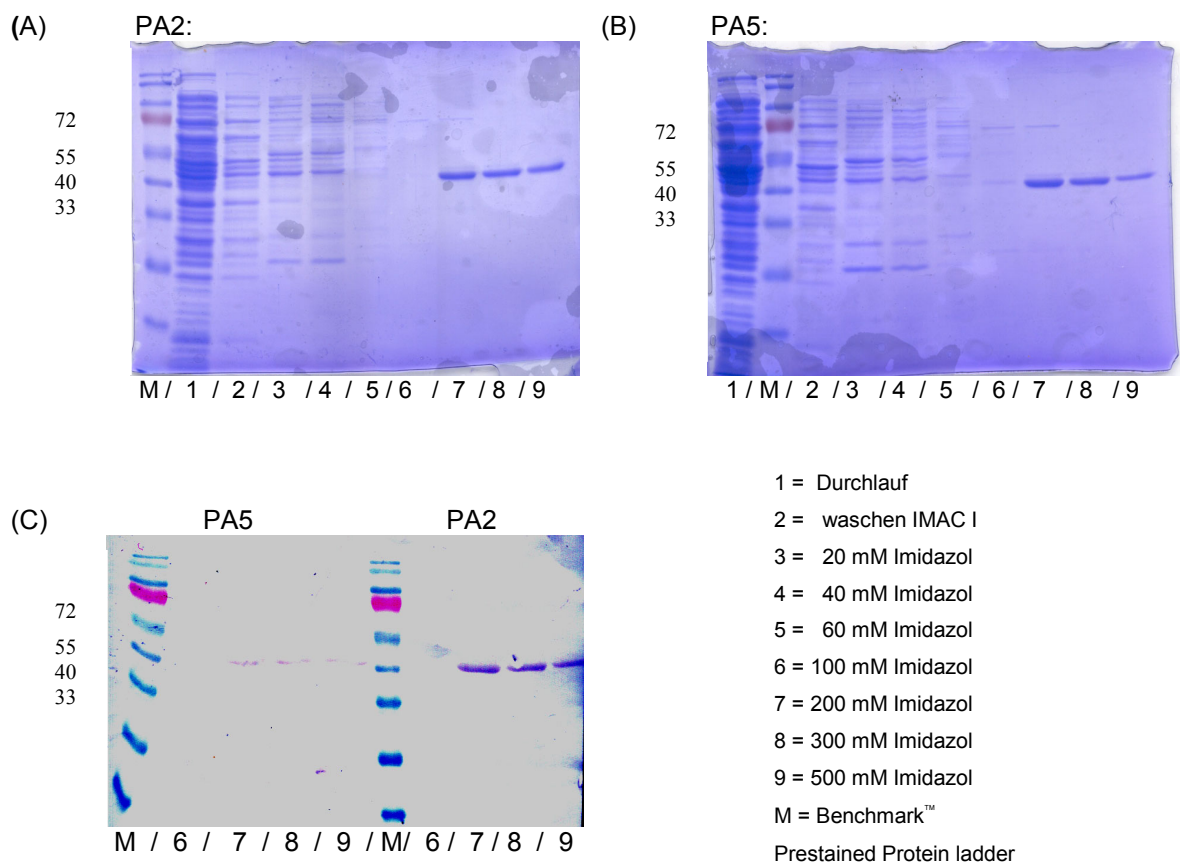 (A) PA2:
72
55
40
33
M / 1 / 2 / 3 / 4 / 5 / 6 / 7 / 8 / 9
(B) PA5:
72
55
40
33
1 / M / 2 / 3 / 4 / 5 / 6 / 7 / 8 / 9
(C) PA5 PA2
72
55
40
33
M / 6 / 7 / 8 / 9 / M / 6 / 7 / 8 / 9
1 = Durchlauf
2 = waschen IMAC I
3 = 20 mM Imidazol
4 = 40 mM Imidazol
5 = 60 mM Imidazol
6 = 100 mM Imidazol
7 = 200 mM Imidazol
8 = 300 mM Imidazol
9 = 500 mM Imidazol
M = Benchmark™
Prestained Protein ladder